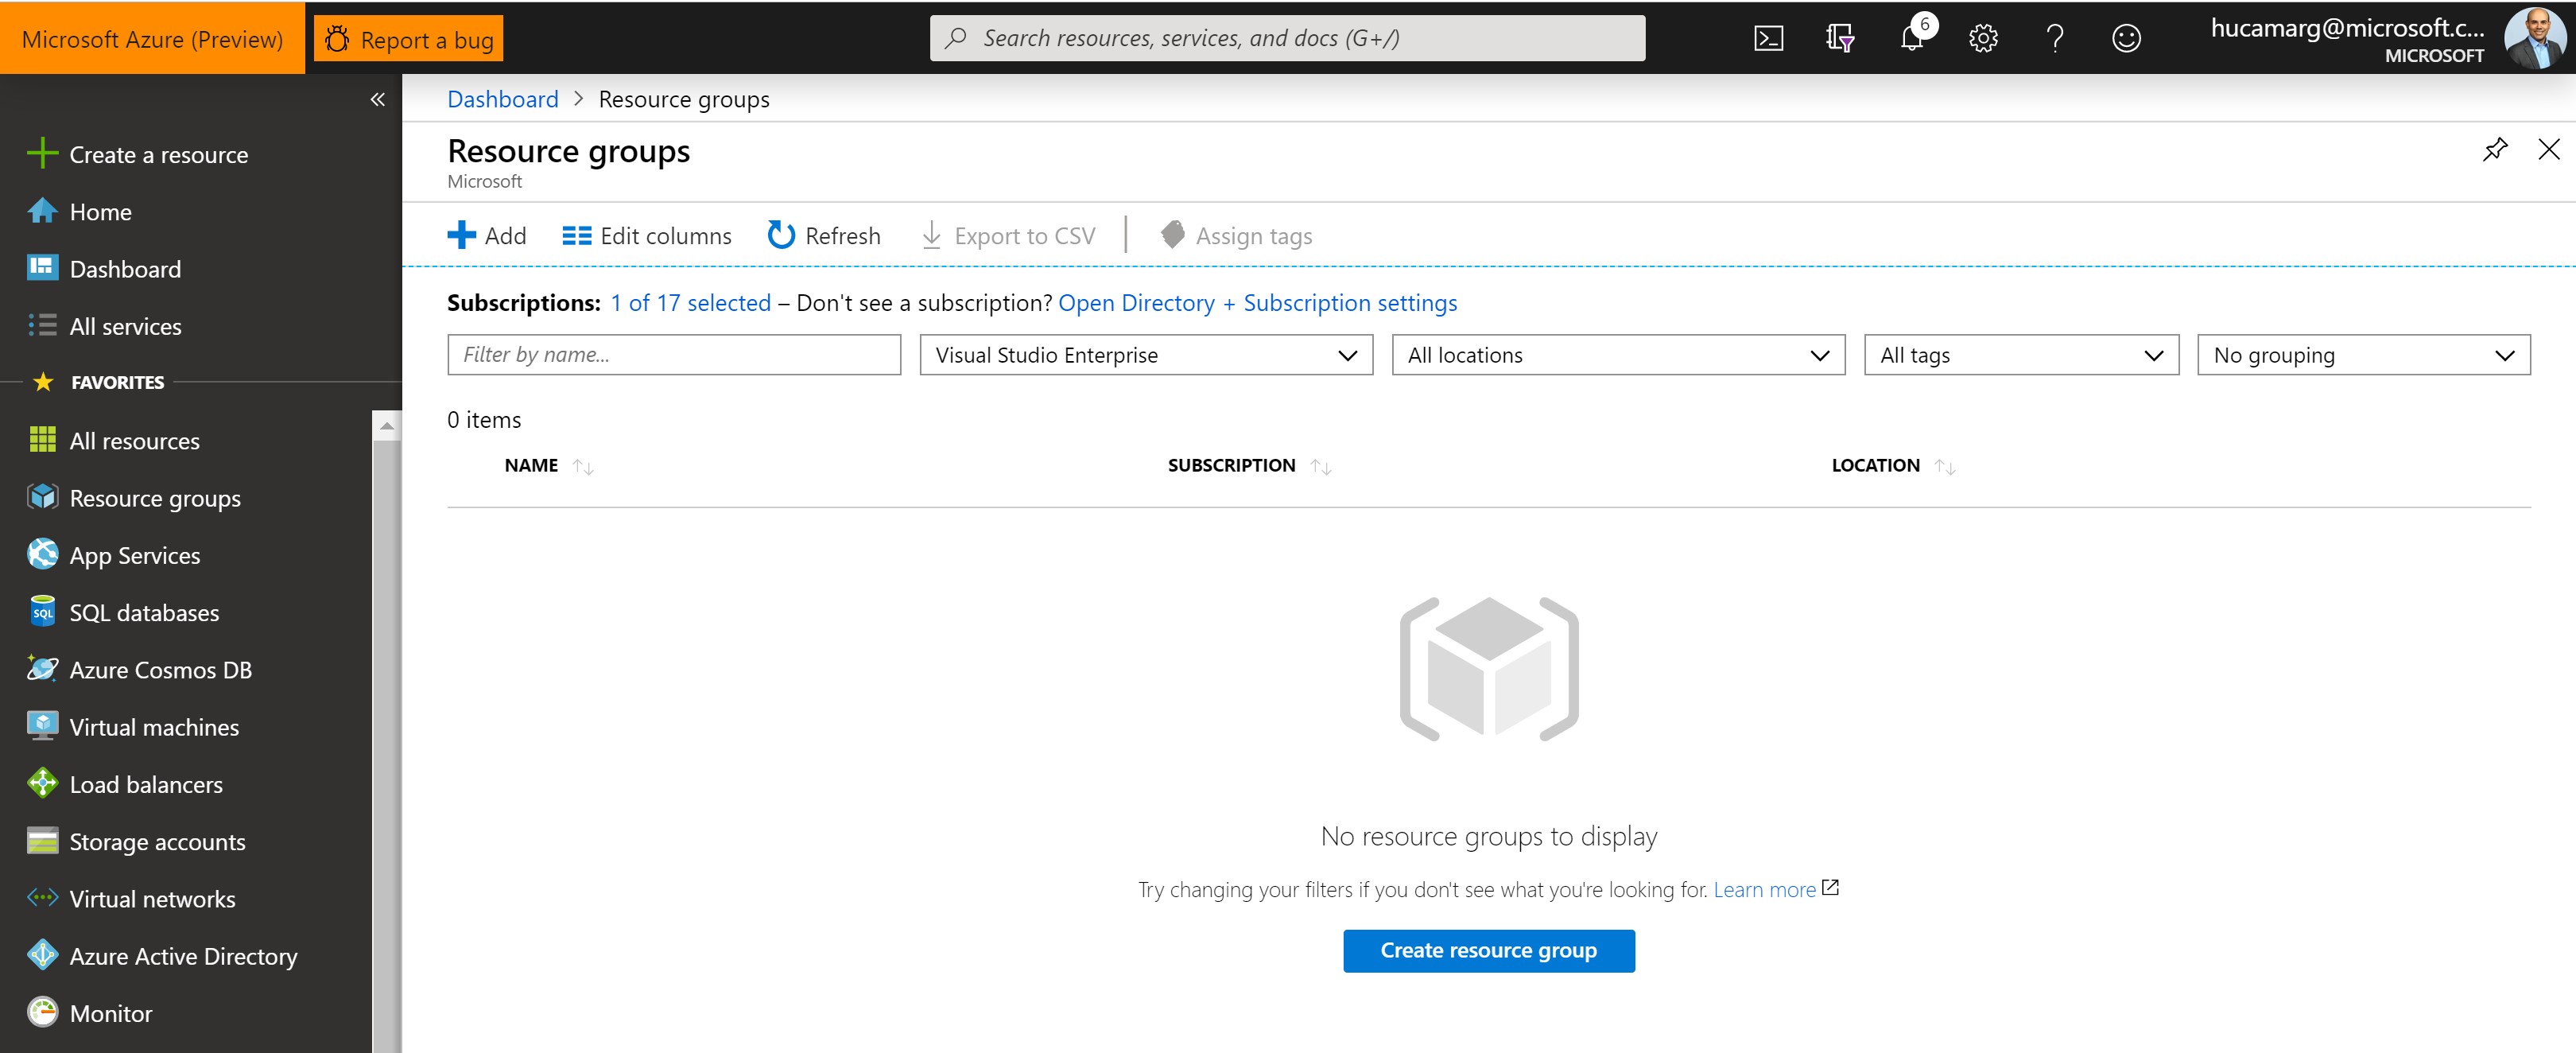 Microsoft Azure (Preview)
Report a bug
Search resources, services, and docs (G+/)
6
hucamarg@microsoft.c...
MICROSOFT
«
Create a resource
Home
Dashboard
All services
FAVORITES
All resources
Resource groups
App Services
SQL
SQL databases
Azure Cosmos DB
Virtual machines
Load balancers
Storage accounts
Virtual networks
Azure Active Directory
Monitor
Dashboard > Resource groups
Resource groups
Microsoft
Add Edit columns Refresh Export to CSV Assign tags
Subscriptions: 1 of 17 selected – Don't see a subscription? Open Directory + Subscription settings
Filter by name... Visual Studio Enterprise All locations All tags No grouping
0 items
NAME SUBSCRIPTION LOCATION
No resource groups to display
Try changing your filters if you don't see what you're looking for. Learn more
Create resource group